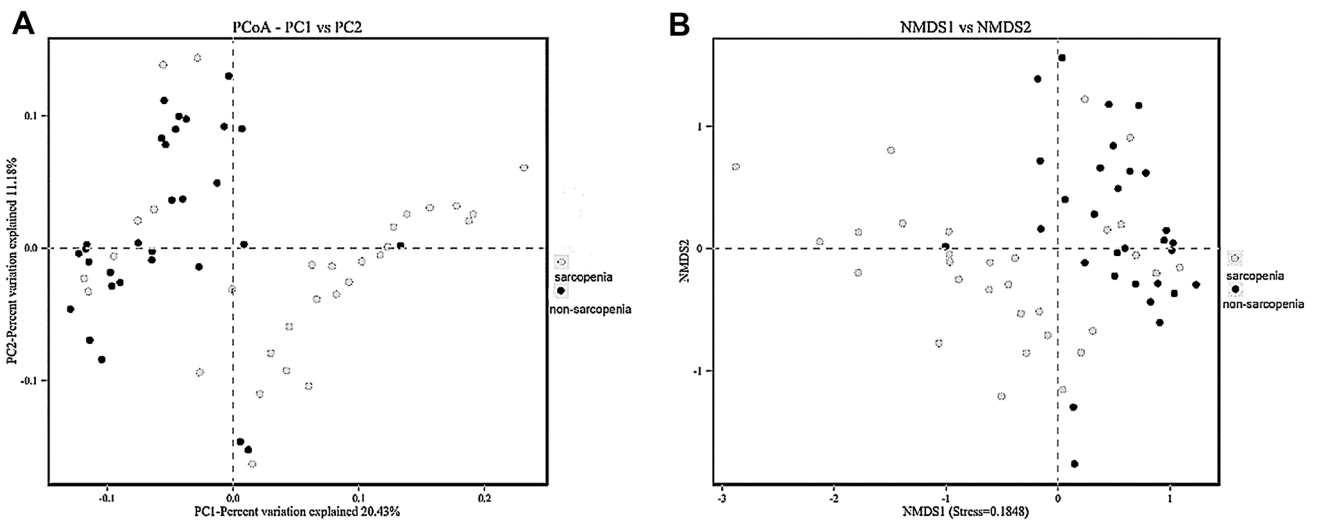 A
PCoA - PC1 vs PC2
PC2-Percent variation explained 11.18%
0.1
0.0
-0.1
-0.1
0.0
0.1
0.2
PC1-Percent variation explained 20.43%
sarcopenia
non-sarcopenia
B
NMDS1 vs NMDS2
NMDS2
1
0
-1
-3
-2
-1
0
1
NMDS1 (Stress=0.1848)
sarcopenia
non-sarcopenia